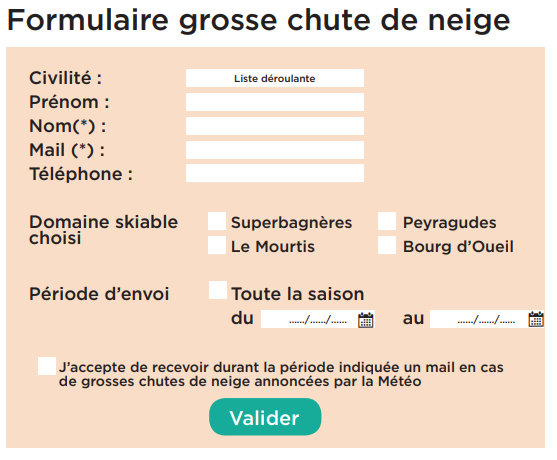 Formulaire grosse chute de neige
Civilité : Liste déroulante
Prénom :
Nom(*) :
Mail (*) :
Téléphone :
Domaine skiable choisi
Superbagnères Peyragudes
Le Mourtis Bourg d’Oueil
Période d’envoi Toute la saison
du ....../....../...... au ....../....../......
J’accepte de recevoir durant la période indiquée un mail en cas
de grosses chutes de neige annoncées par la Météo
Valider